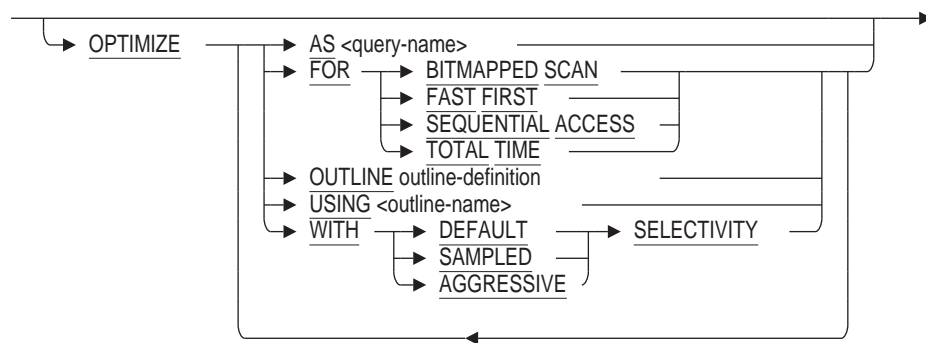 OPTIMIZE AS <query-name>
FOR BITMAPPED SCAN
FAST FIRST
SEQUENTIAL ACCESS
TOTAL TIME
OUTLINE outline-definition
USING <outline-name>
WITH DEFAULT SELECTIVITY
SAMPLED
AGGRESSIVE